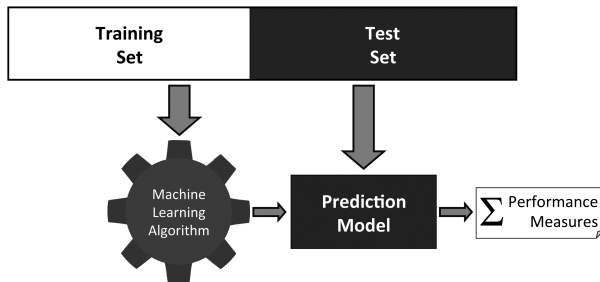 Training
Set
Test
Set
Machine
Learning
Algorithm
Prediction
Model
∑ Performance
Measures